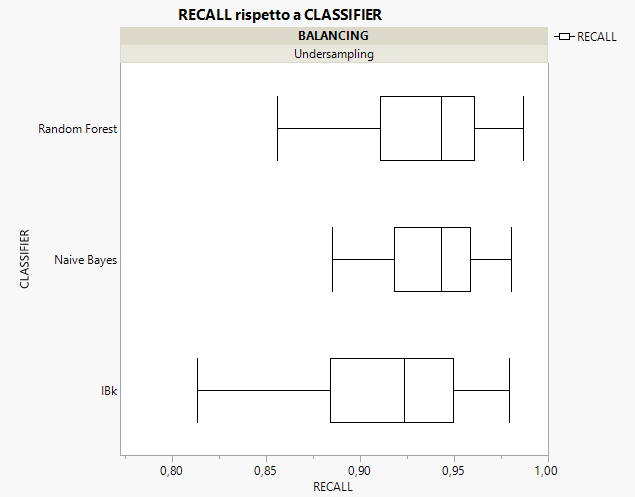 RECALL rispetto a CLASSIFIER
BALANCING
Undersampling
RECALL
Random Forest
Naive Bayes
IBk
CLASSIFIER
0,80 0,85 0,90 0,95 1,00
RECALL